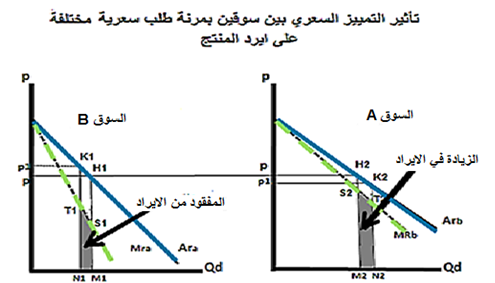 تأثير التمييز السعري بين سوقين بمرنة طلب سعرية مختلفة
على ايرد المنتج
p
السوق B
K1
H1
P2
P
T1
S1
المفقود من الايراد
Mra
Ara
N1 M1
Qd
p
السوق A
الزيادة في الايراد
H2
K2
P
P1
S2
T
MRb
Arb
M2 N2
Qd